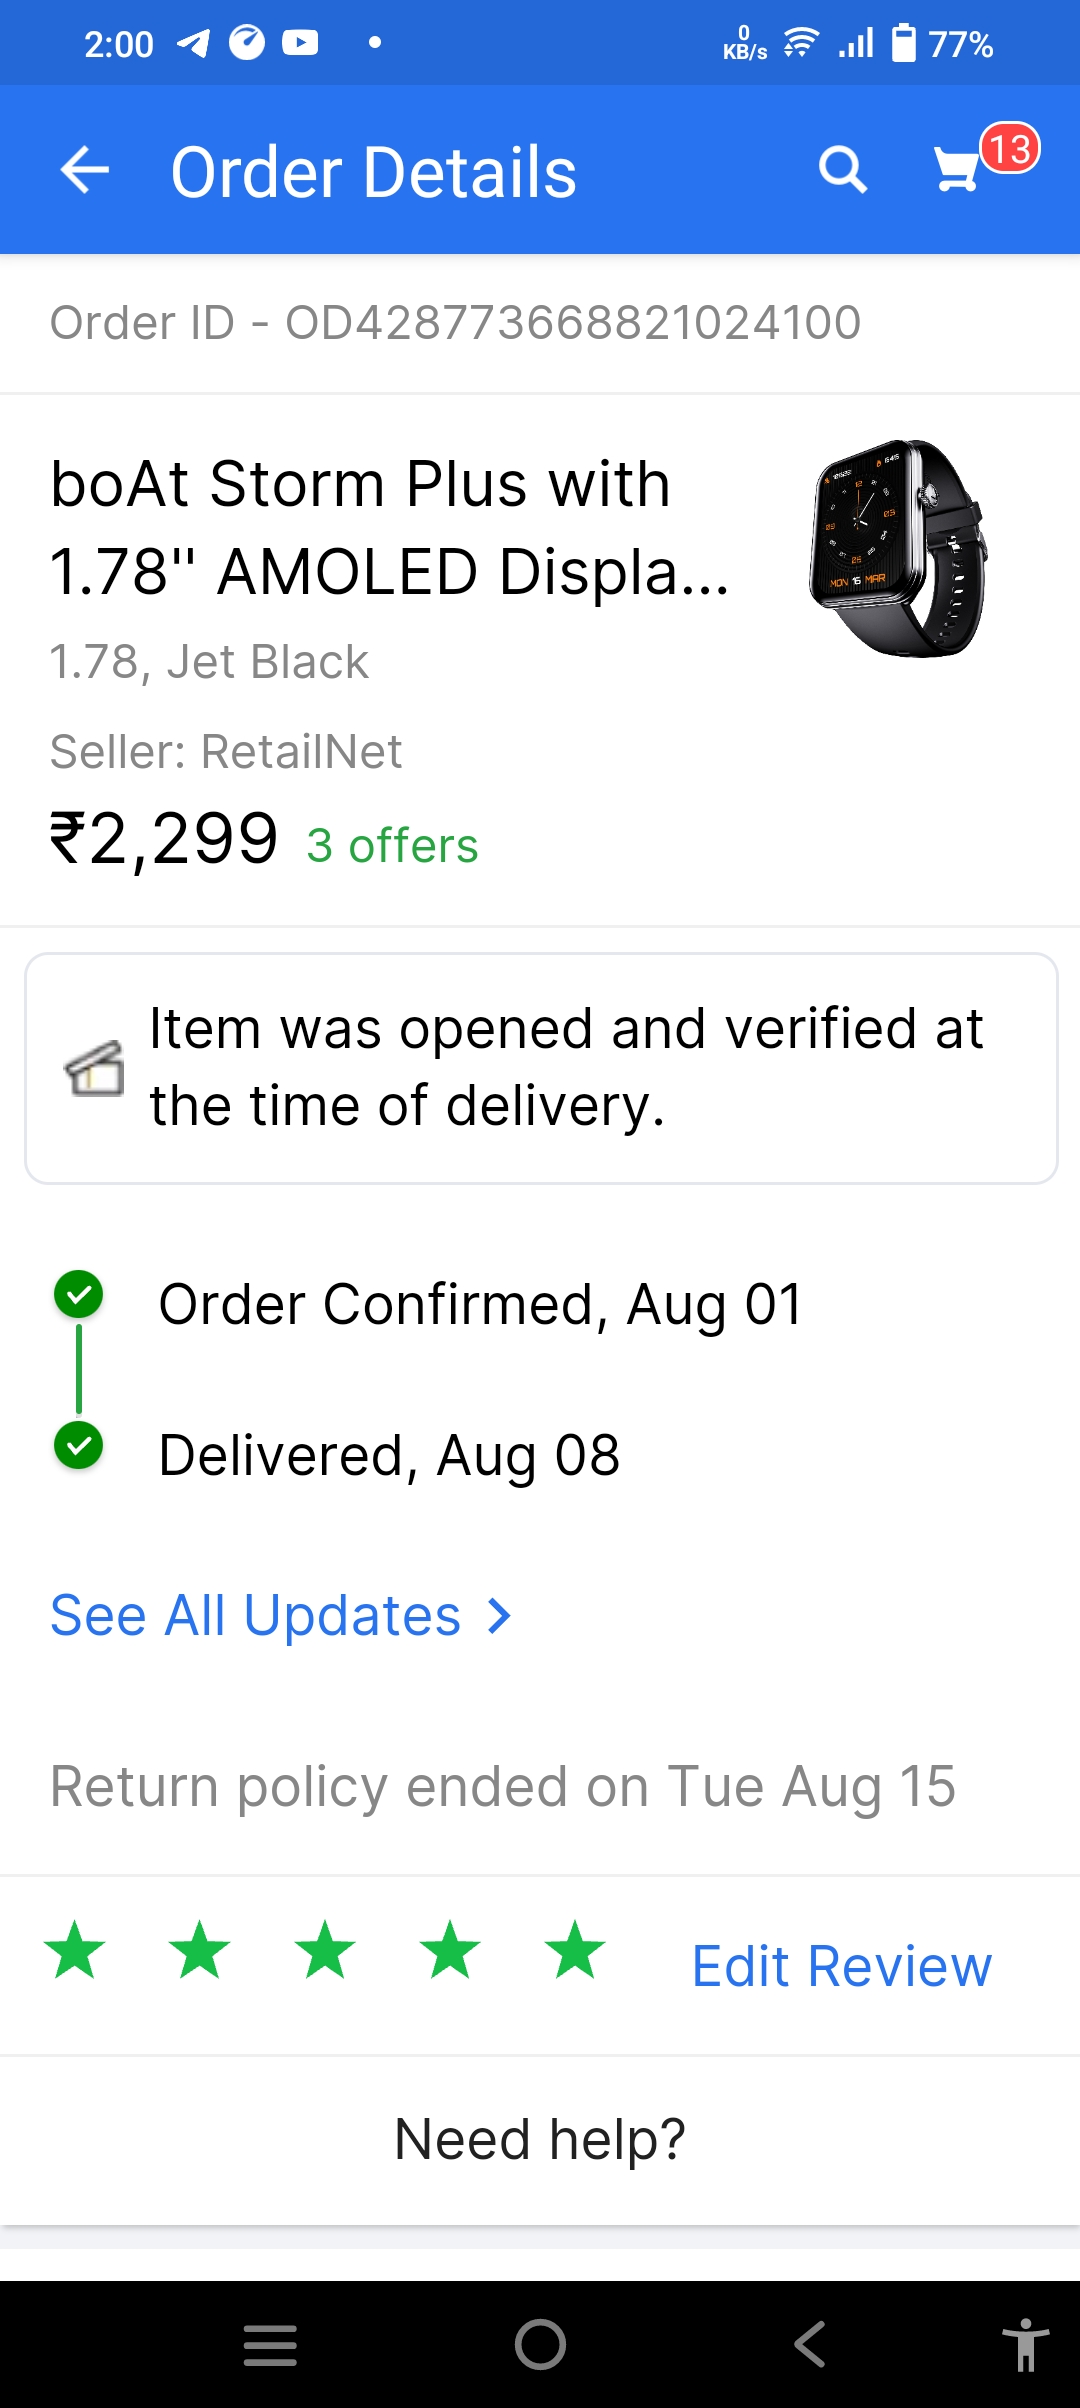 2:00
0
KB/s
77%
Order Details
13
Order ID - OD428773668821024100
boAt Storm Plus with
1.78" AMOLED Displa...
1.78, Jet Black
Seller: RetailNet
₹2,299 3 offers
Item was opened and verified at
the time of delivery.
Order Confirmed, Aug 01
Delivered, Aug 08
See All Updates
Return policy ended on Tue Aug 15
Edit Review
Need help?
MON 16 MAR